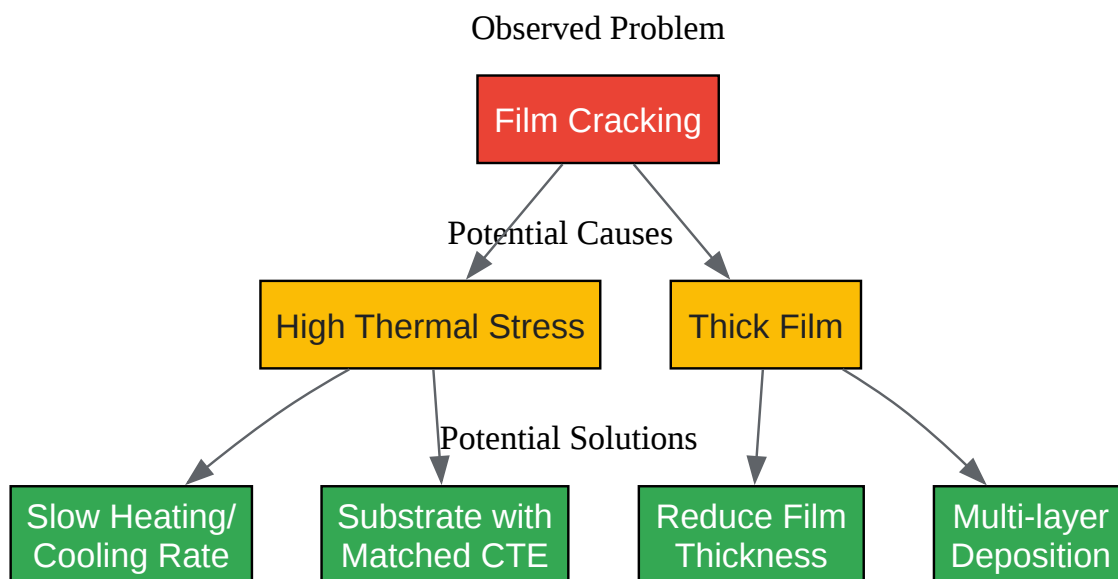 Observed Problem
Film Cracking
Potential Causes
High Thermal Stress
Thick Film
Potential Solutions
Slow Heating/
Cooling Rate
Substrate with
Matched CTE
Reduce Film
Thickness
Multi-layer
Deposition